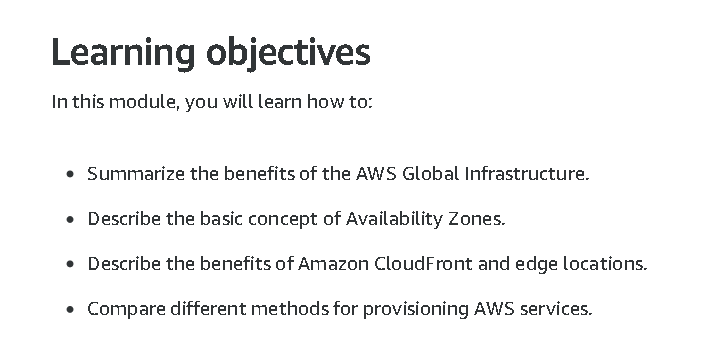 Learning objectives
In this module, you will learn how to:
• Summarize the benefits of the AWS Global Infrastructure.
• Describe the basic concept of Availability Zones.
• Describe the benefits of Amazon CloudFront and edge locations.
• Compare different methods for provisioning AWS services.